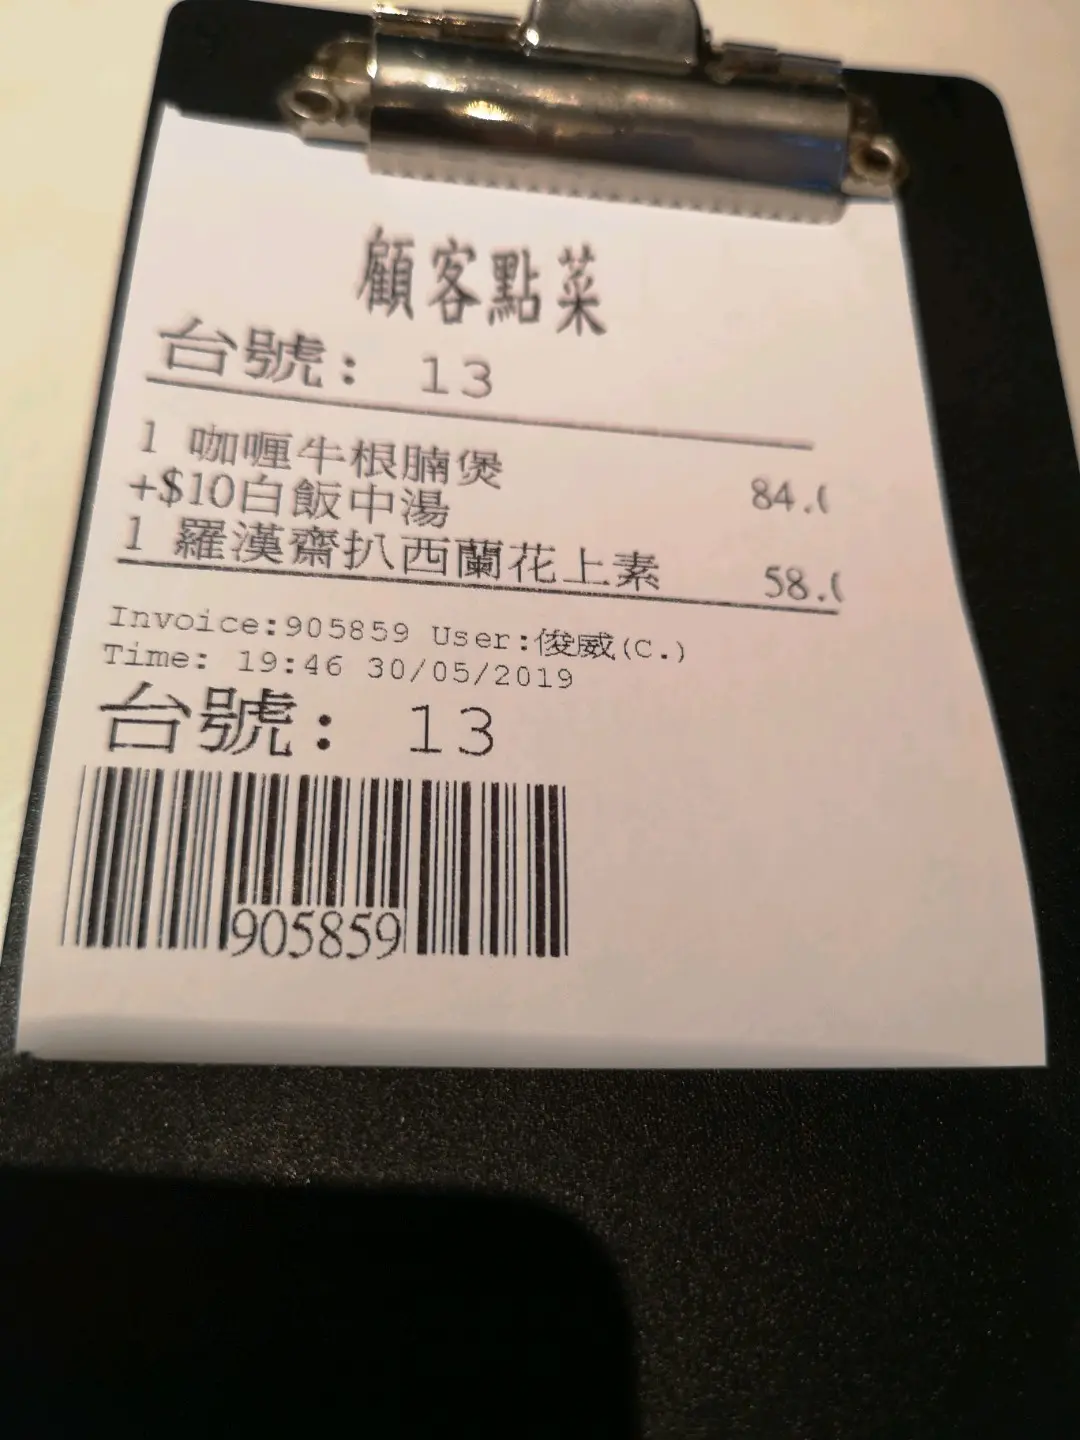 顧客點菜
台號: 13
1 咖喱牛根腩煲 84.(
+$10白飯中湯
1 羅漢齋扒西蘭花上素 58.(
Invoice:905859 User:俊威(C.)
Time: 19:46 30/05/2019
台號: 13
905859